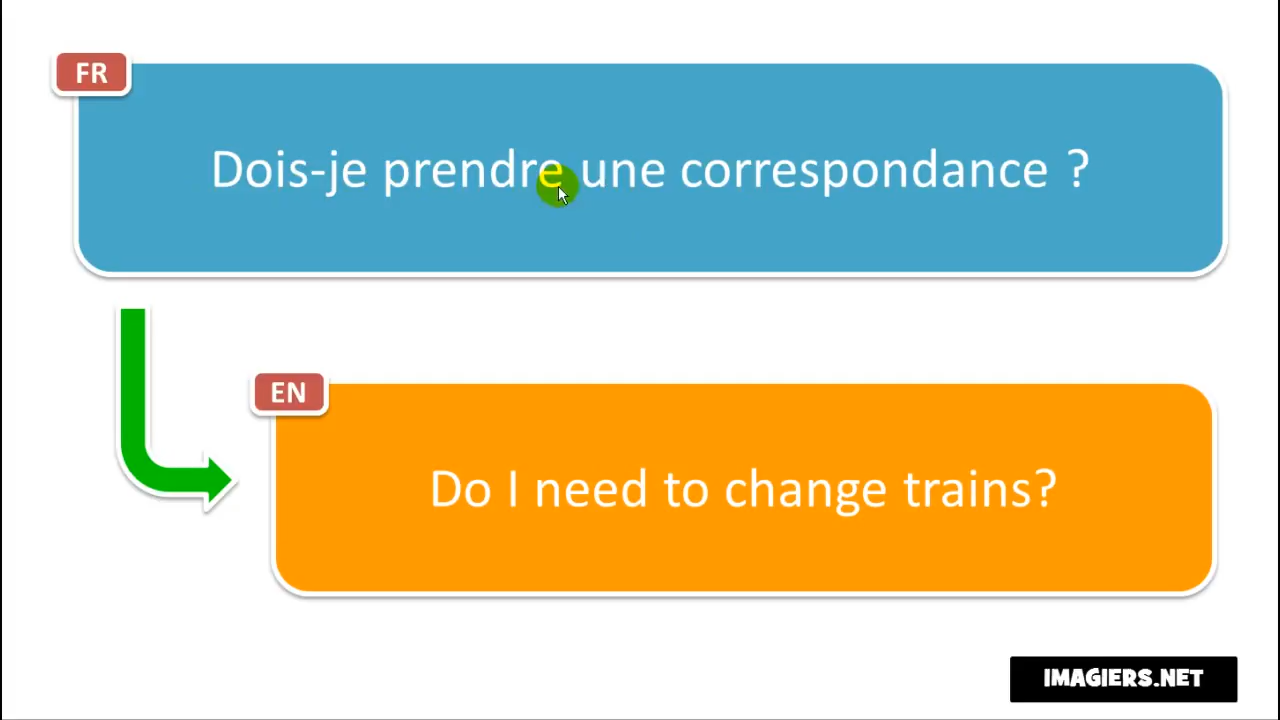 FR
Dois-je prendre une correspondance ?
EN
Do I need to change trains?
IMAGIERS.NET